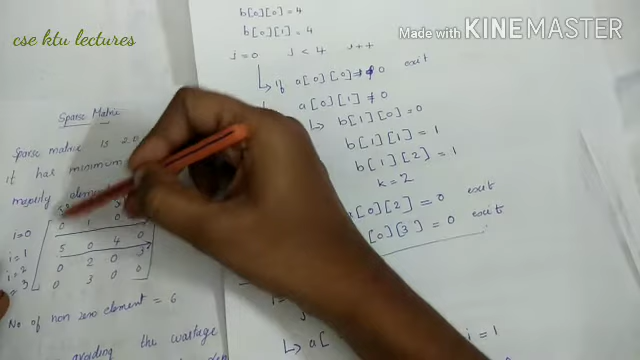 cse ktu lectures
Made with KINEMASTER
Sparse Matrix
Sparse matrix is 2.D
It has minimum
majority element
0 1 0
i=0
i=1 5 0 4 0
i=2 0 2 0 3
3 0 3 0 0
No of non zero element = 6
avoiding the wastage
b[0][0]=4
b[0][1]=4
j=0 j<4 j++
If a[0][0]≠0 exit
a[0][1]≠0
↳ b[1][0]=0
b[1][1]=1
b[1][2]=1
k=2
a[0][2]=0 exit
[0][3]=0 exit
i=1
↳ a[